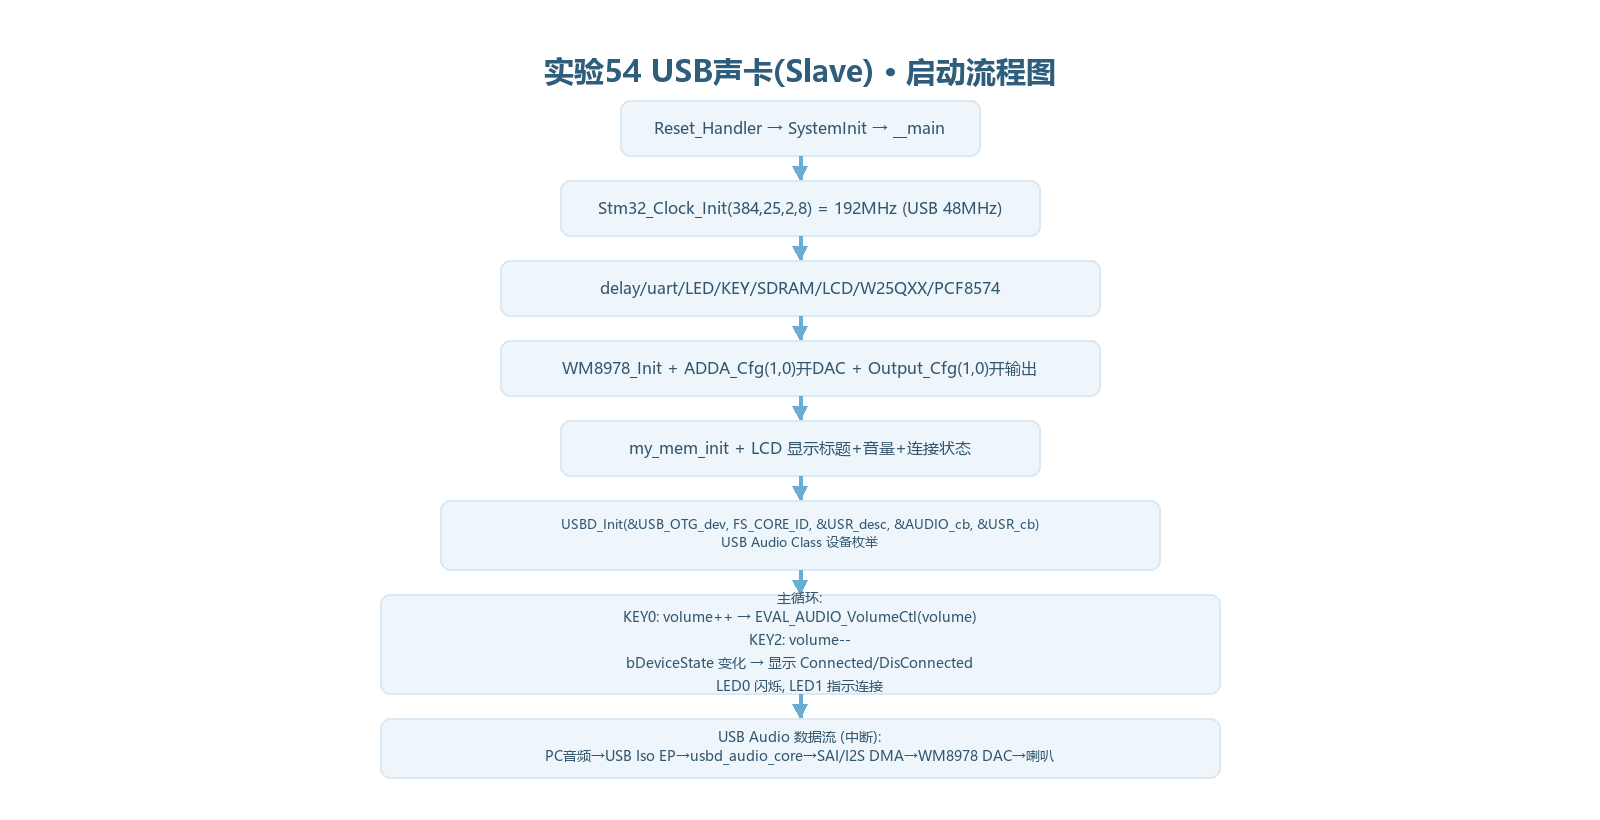 实验54 USB声卡(Slave) • 启动流程图
Reset_Handler → SystemInit → __main
Stm32_Clock_Init(384,25,2,8) = 192MHz (USB 48MHz)
delay/uart/LED/KEY/SDRAM/LCD/W25QXX/PCF8574
WM8978_Init + ADDA_Cfg(1,0)开DAC + Output_Cfg(1,0)开输出
my_mem_init + LCD 显示标题+音量+连接状态
USBD_Init(&USB_OTG_dev, FS_CORE_ID, &USR_desc, &AUDIO_cb, &USR_cb)
USB Audio Class 设备枚举
主循环:
KEY0: volume++ → EVAL_AUDIO_VolumeCtl(volume)
KEY2: volume--
bDeviceState 变化 → 显示 Connected/DisConnected
LED0 闪烁, LED1 指示连接
USB Audio 数据流 (中断):
PC音频→USB Iso EP→usbd_audio_core→SAI/I2S DMA→WM8978 DAC→喇叭